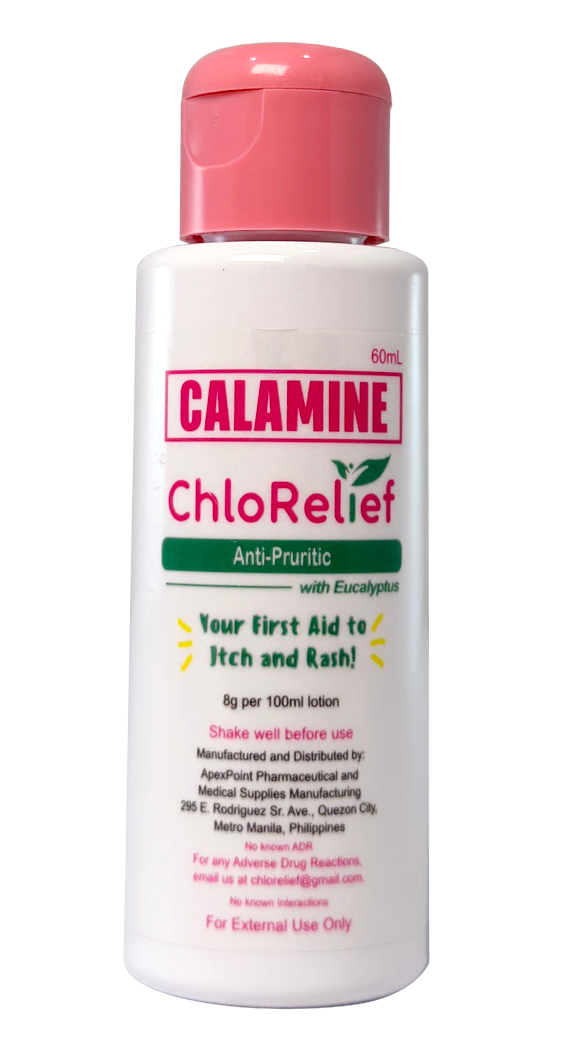 60mL
CALAMINE
ChloRelief
Anti-Pruritic
with Eucalyptus
Your First Aid to
Itch and Rash!
8g per 100ml lotion
Shake well before use
Manufactured and Distributed by:
ApexPoint Pharmaceutical and
Medical Supplies Manufacturing
295 E. Rodriguez Sr. Ave., Quezon City,
Metro Manila, Philippines
No known ADR
For any Adverse Drug Reactions,
email us at chlorelief@gmail.com.
No known Interactions
For External Use Only